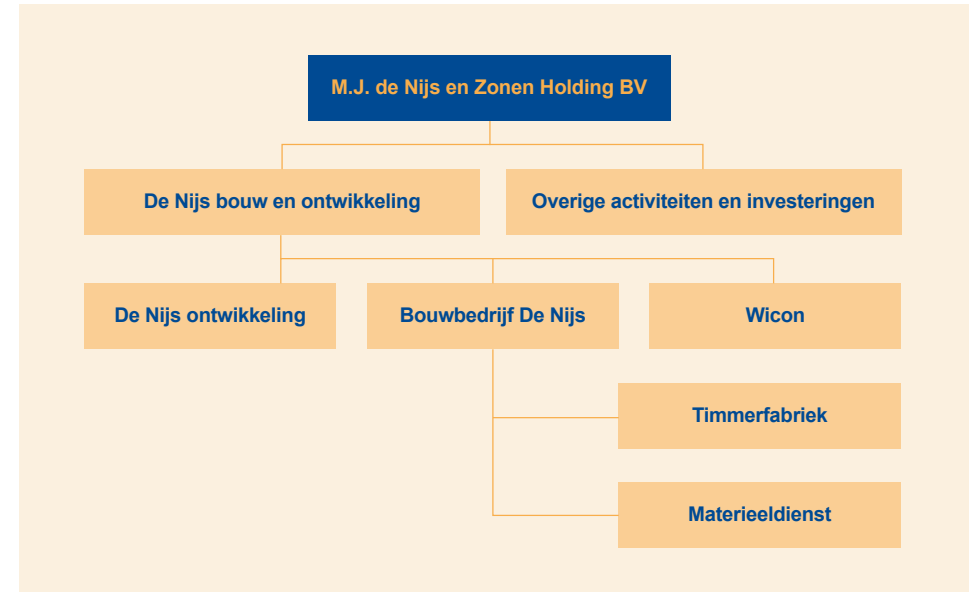 M.J. de Nijs en Zonen Holding BV
De Nijs bouw en ontwikkeling
Overige activiteiten en investeringen
De Nijs ontwikkeling
Bouwbedrijf De Nijs
Wicon
Timmerfabriek
Materieeldienst